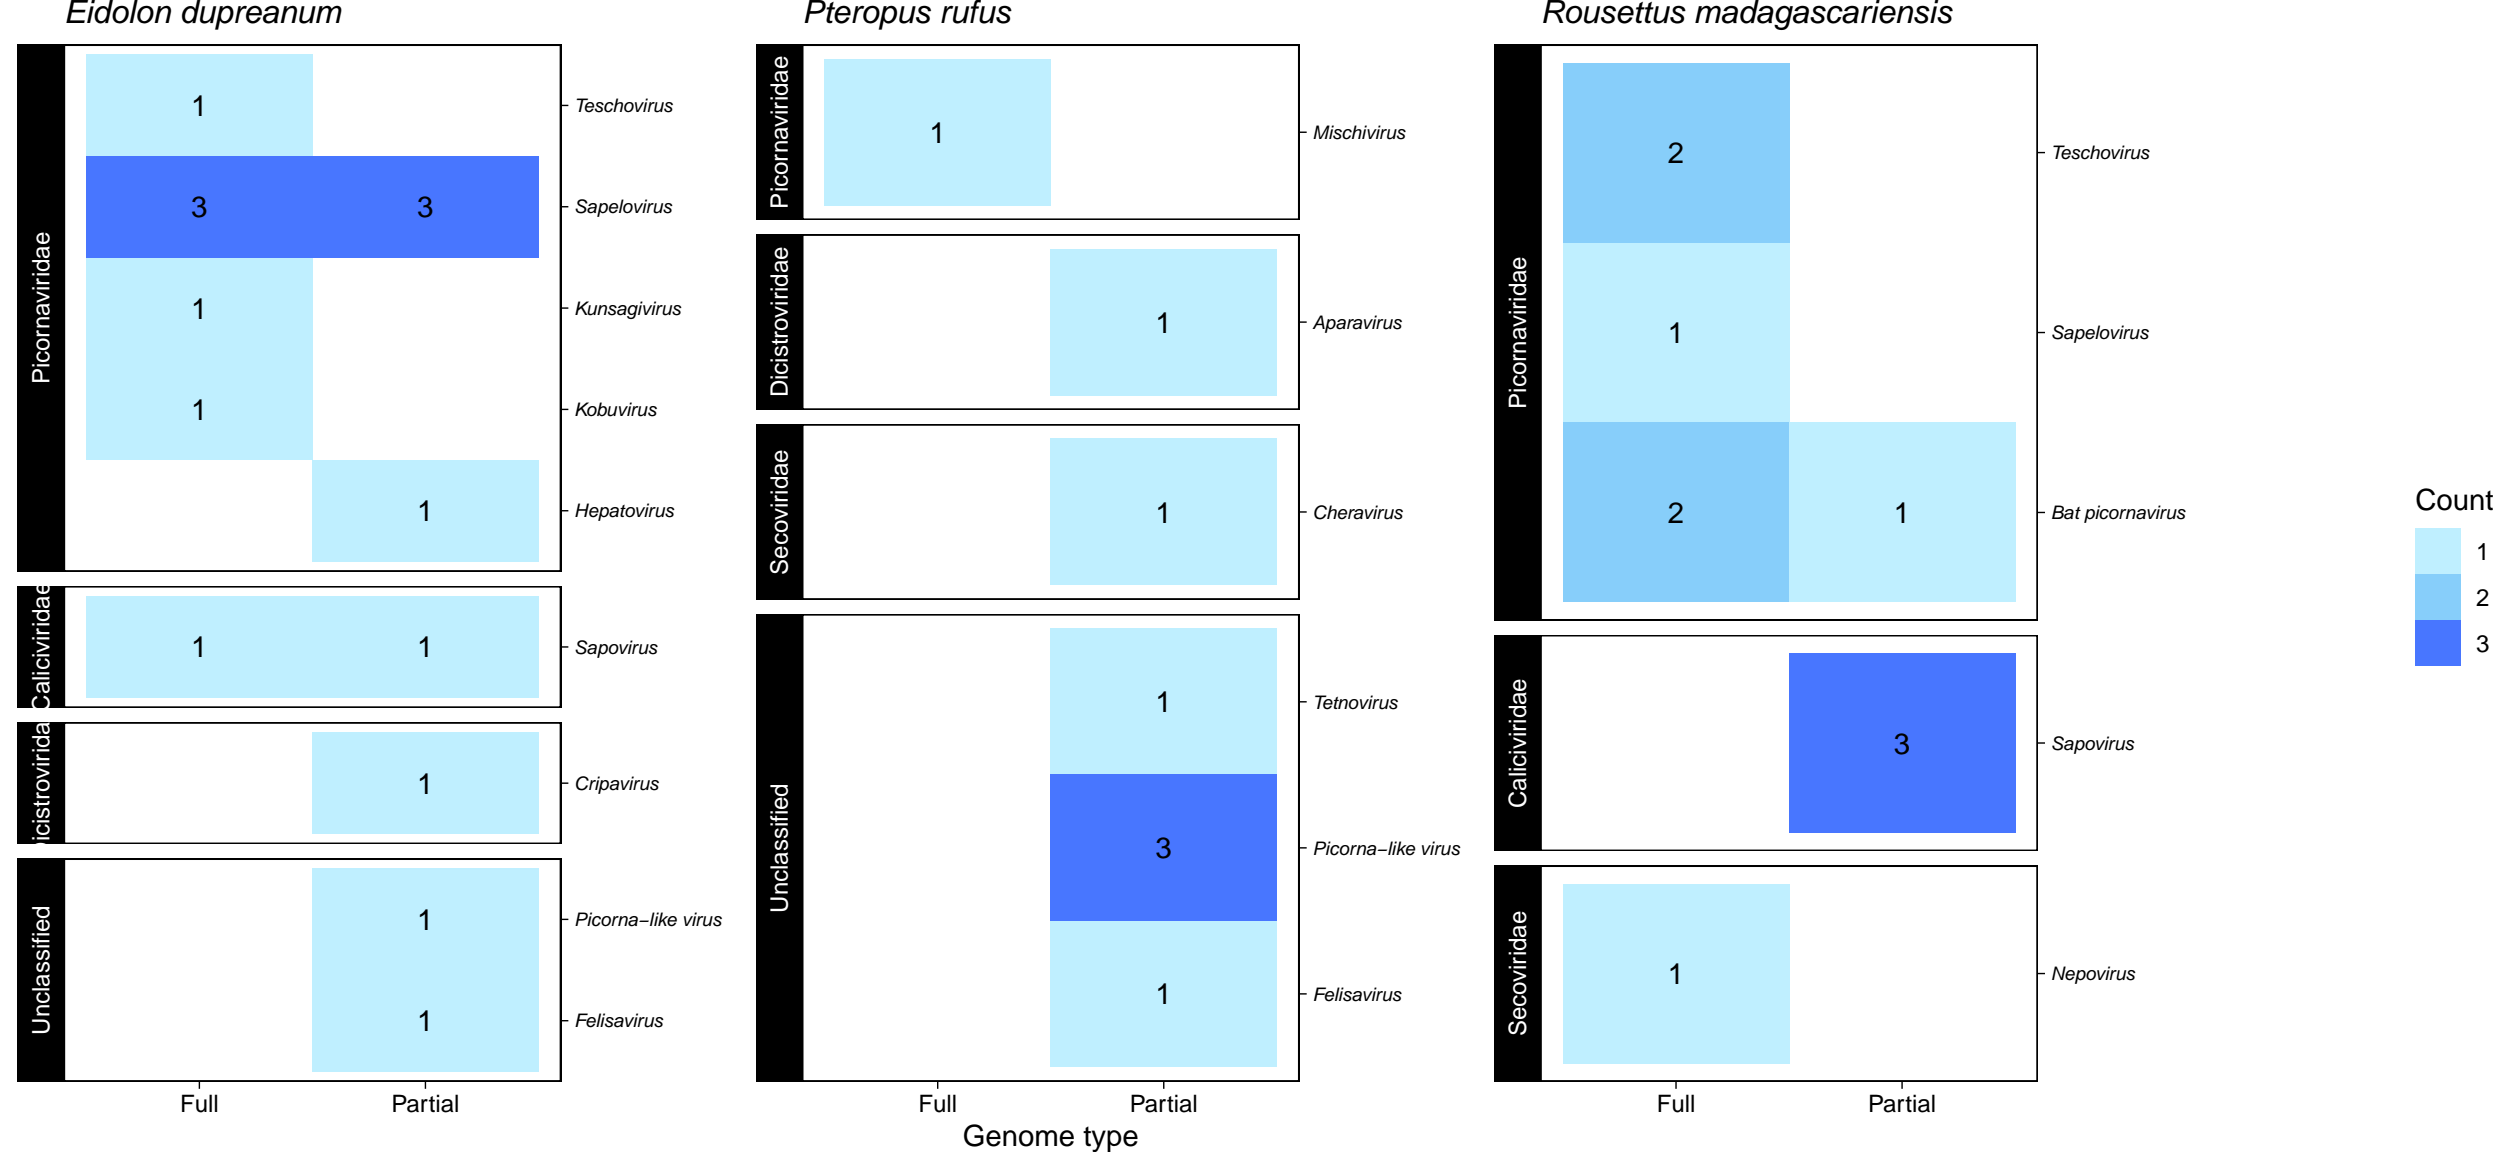 Eidolon dupreanum
Picornaviridae
1
Teschovirus
3 3
Sapelovirus
1
Kunsagivirus
1
Kobuvirus
1
Hepatovirus
Caliciviridae
1 1
Sapovirus
icistrovirida
1
Cripavirus
Unclassified
1
Picorna–like virus
1
Felisavirus
Full Partial
Pteropus rufus
Picornaviridae
1
Mischivirus
Dicistroviridae
1
Aparavirus
Secoviridae
1
Cheravirus
Unclassified
1
Tetnovirus
3
Picorna–like virus
1
Felisavirus
Full Partial
Genome type
Rousettus madagascariensis
Picornaviridae
2
Teschovirus
1
Sapelovirus
2 1
Bat picornavirus
Caliciviridae
3
Sapovirus
Secoviridae
1
Nepovirus
Full Partial
Count
1
2
3